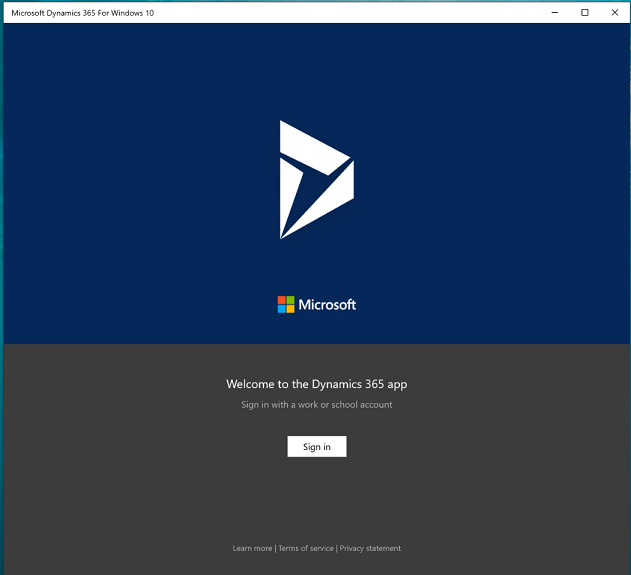 Microsoft Dynamics 365 For Windows 10
Microsoft
Welcome to the Dynamics 365 app
Sign in with a work or school account
Sign in
Learn more | Terms of service | Privacy statement